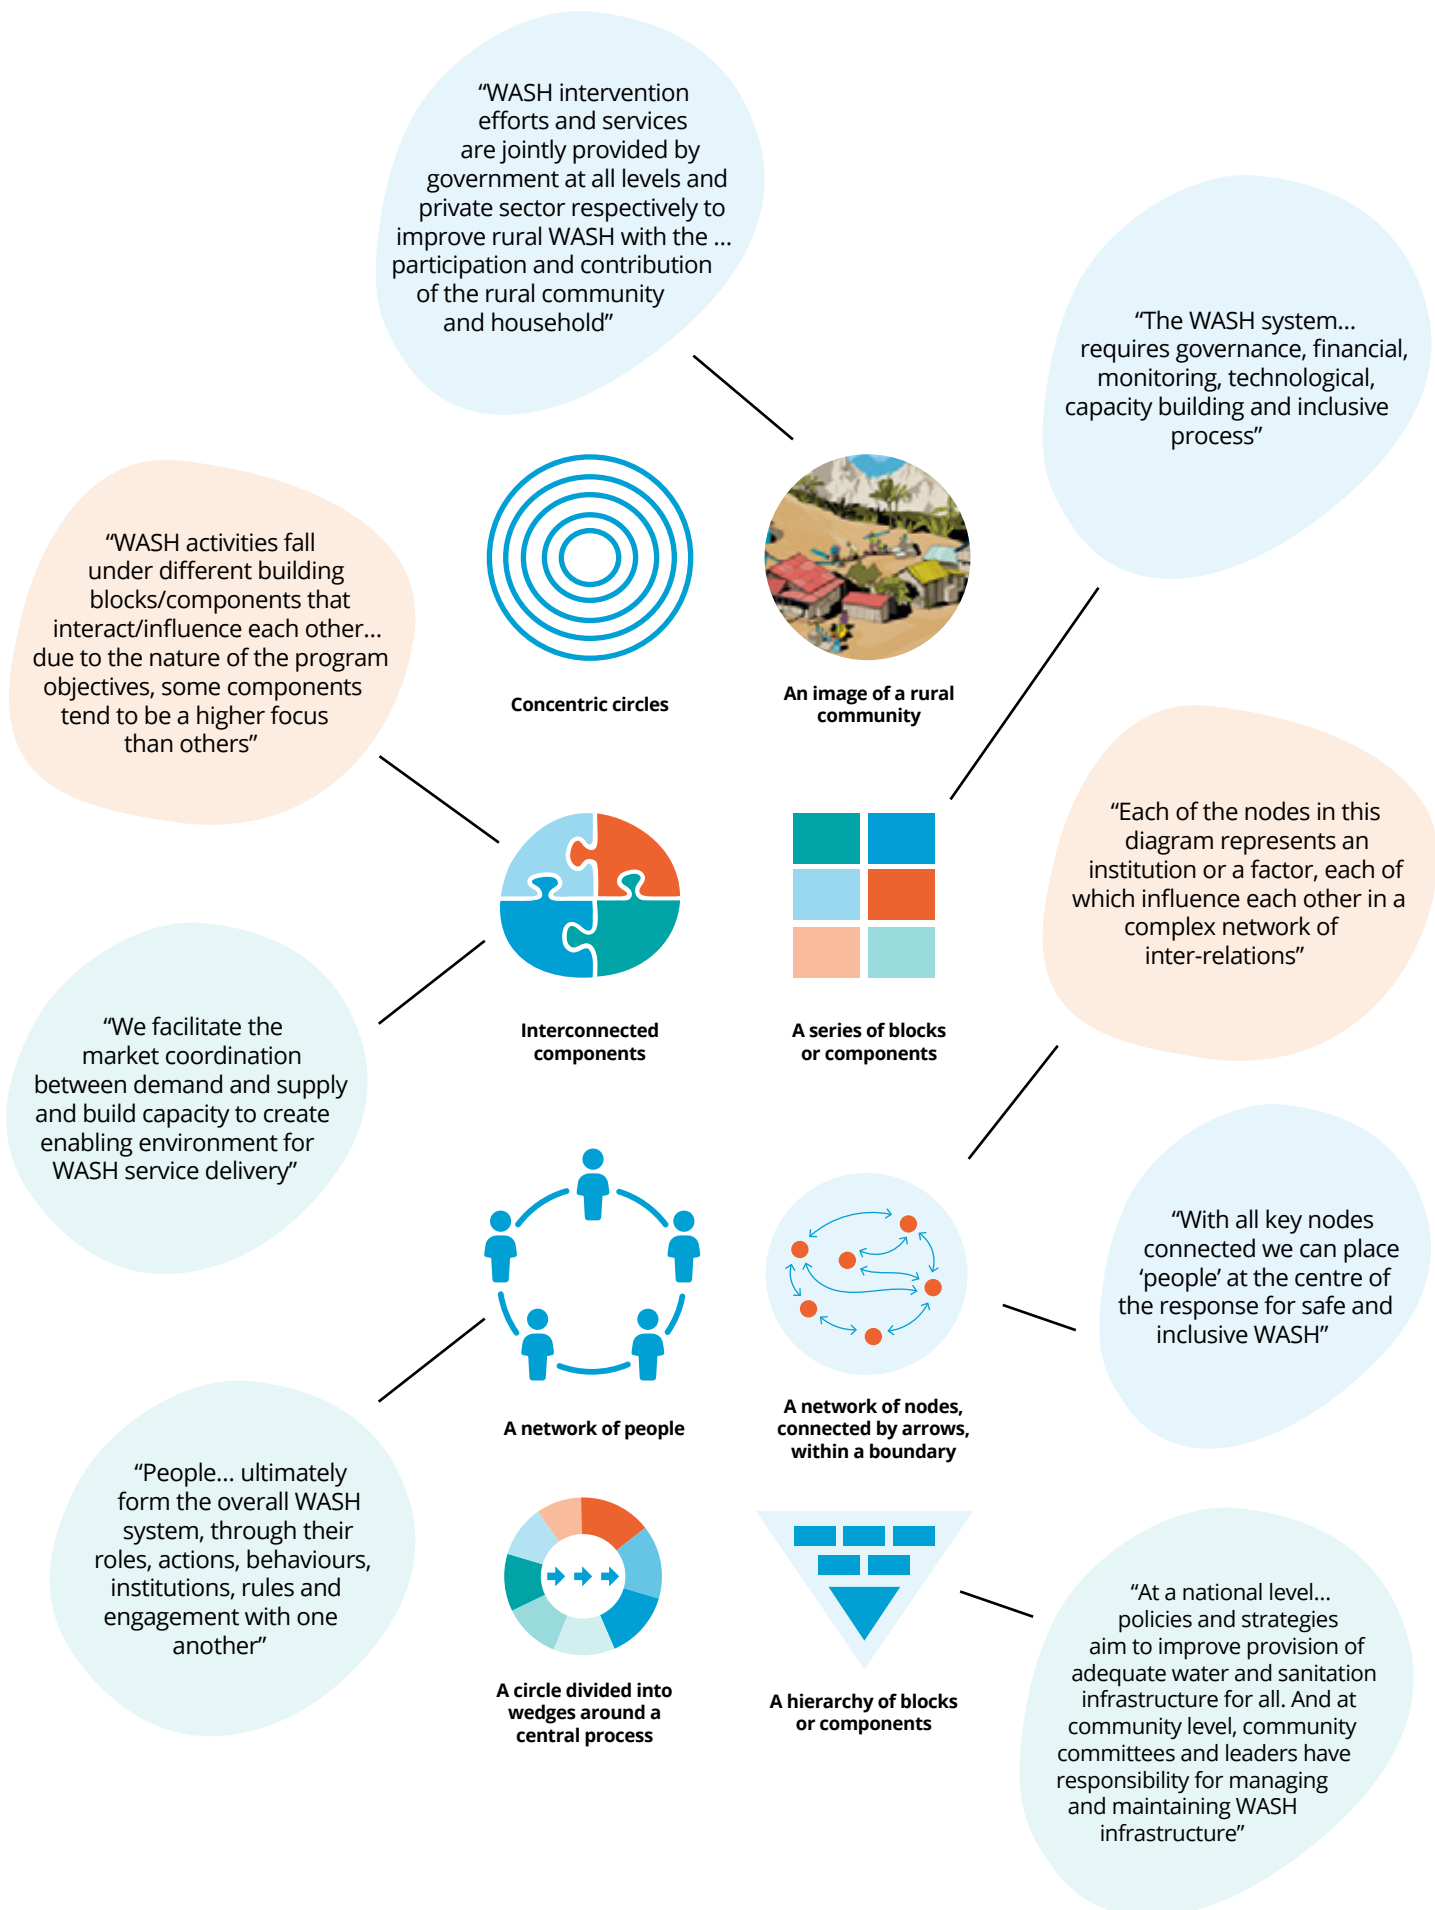 “WASH intervention
efforts and services
are jointly provided by
government at all levels and
private sector respectively to
improve rural WASH with the ...
participation and contribution
of the rural community
and household”
“The WASH system...
requires governance, financial,
monitoring, technological,
capacity building and inclusive
process”
“WASH activities fall
under different building
blocks/components that
interact/influence each other...
due to the nature of the program
objectives, some components
tend to be a higher focus
than others”
Concentric circles
An image of a rural
community
“Each of the nodes in this
diagram represents an
institution or a factor, each of
which influence each other in a
complex network of
inter-relations”
“We facilitate the
market coordination
between demand and supply
and build capacity to create
enabling environment for
WASH service delivery”
Interconnected
components
A series of blocks
or components
“With all key nodes
connected we can place
‘people’ at the centre of
the response for safe and
inclusive WASH”
A network of people
A network of nodes,
connected by arrows,
within a boundary
“People... ultimately
form the overall WASH
system, through their
roles, actions, behaviours,
institutions, rules and
engagement with one
another”
A circle divided into
wedges around a
central process
A hierarchy of blocks
or components
“At a national level...
policies and strategies
aim to improve provision of
adequate water and sanitation
infrastructure for all. And at
community level, community
committees and leaders have
responsibility for managing
and maintaining WASH
infrastructure”